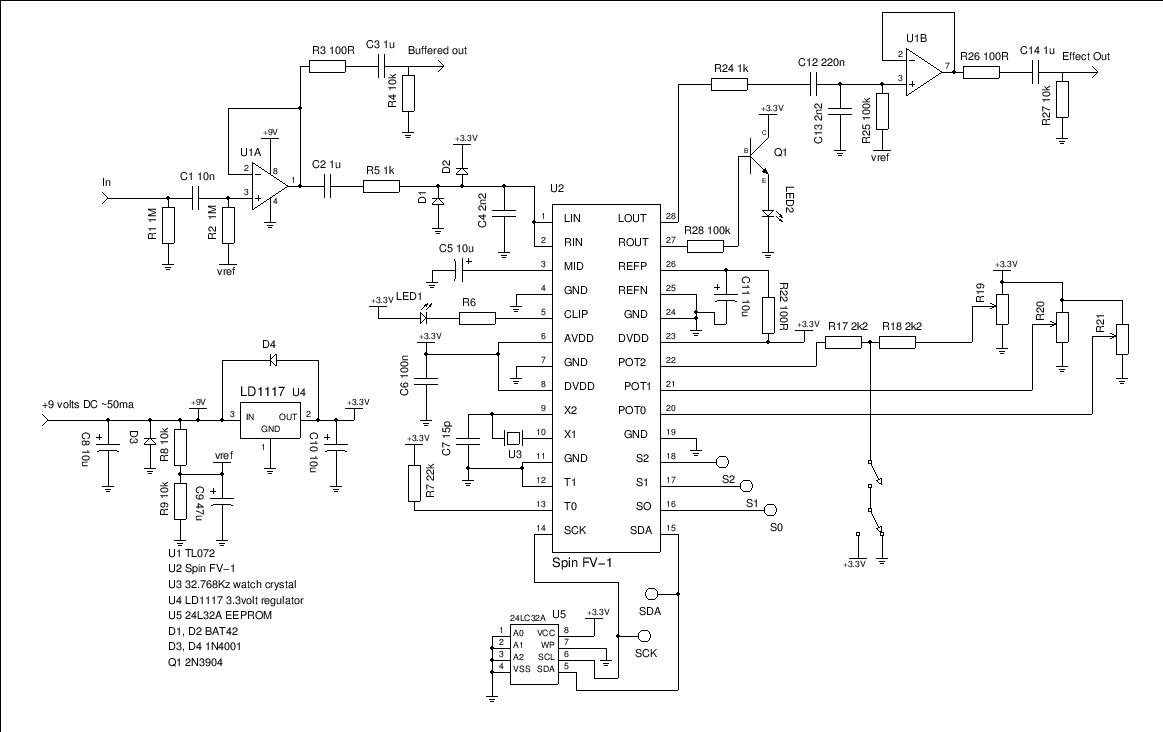 R3 100R
C3 1u
Buffered out
R4 10k
+9V
U1A
2
8
1
3
4
In
C1 10n
R1 1M
R2 1M
vref
C2 1u
R5 1k
D1
+3.3V
D2
C4 2n2
U1B
2
3
7
R24 1k
C12 220n
C13 2n2
R25 100k
vref
R26 100R
C14 1u
Effect Out
R27 10k
+3.3V
C
B
E
Q1
LED2
R28 100k
U2
1 LIN LOUT 28
2 RIN ROUT 27
3 MID REFP 26
4 GND REFN 25
5 CLIP GND 24
6 AVDD DVDD 23
7 GND POT2 22
8 DVDD POT1 21
9 X2 POT0 20
10 X1 GND 19
11 GND S2 18
12 T1 S1 17
13 T0 SO 16
14 SCK SDA 15
Spin FV-1
C5 10u
+
+3.3V
LED1
R6
+3.3V
C6 100n
C7 15p
U3
+3.3V
R7 22k
+
C11 10u
R22 100R
+3.3V
R17 2k2
R18 2k2
+3.3V
R19
R20
R21
+3.3V
S2
S1
S0
D4
LD1117 U4
+9 volts DC ~50ma
+9V
3 IN OUT 2
GND
1
+3.3V
+
C8 10u
D3
R8 10k
vref
R9 10k
+
C9 47u
+
C10 10u
U1 TL072
U2 Spin FV-1
U3 32.768Kz watch crystal
U4 LD1117 3.3volt regulator
U5 24L32A EEPROM
D1, D2 BAT42
D3, D4 1N4001
Q1 2N3904
24LC32A U5
+3.3V
1 A0 VCC 8
2 A1 WP 7
3 A2 SCL 6
4 VSS SDA 5
SDA
SCK